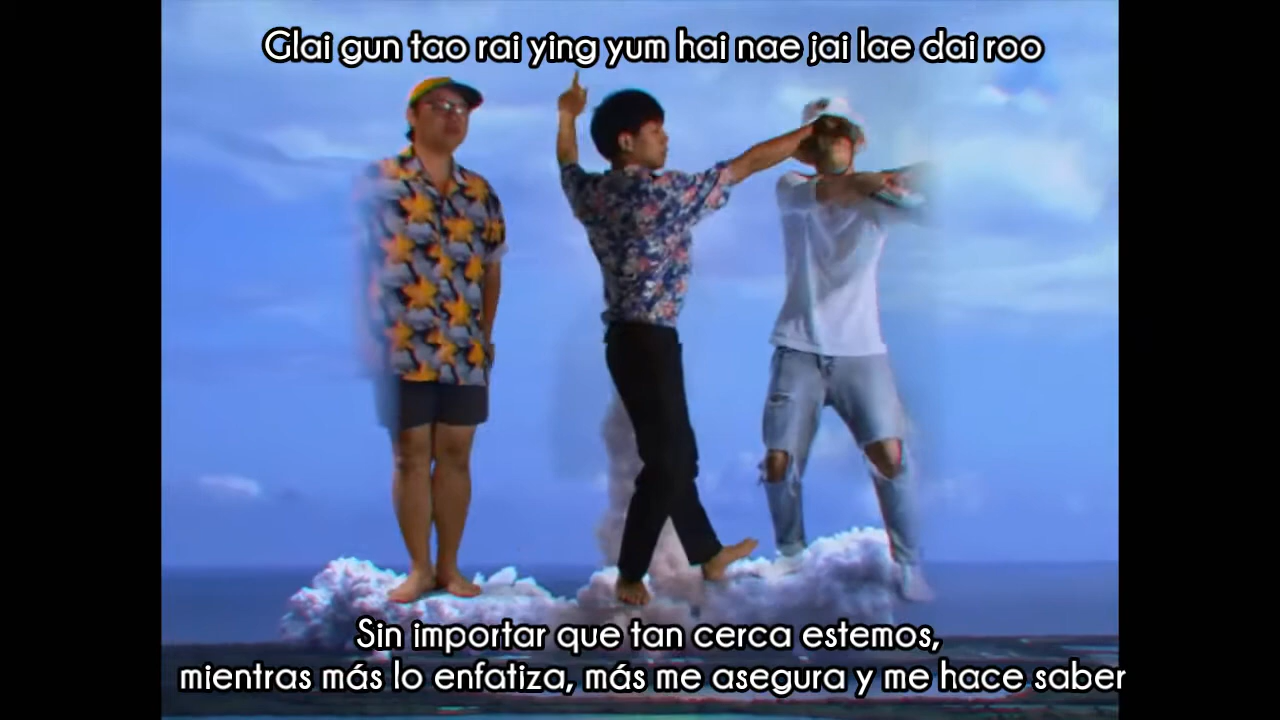 Glai gun tao rai ying yum hai nae jai lae dai roo
Sin importar que tan cerca estemos,
mientras más lo enfatiza, más me asegura y me hace saber